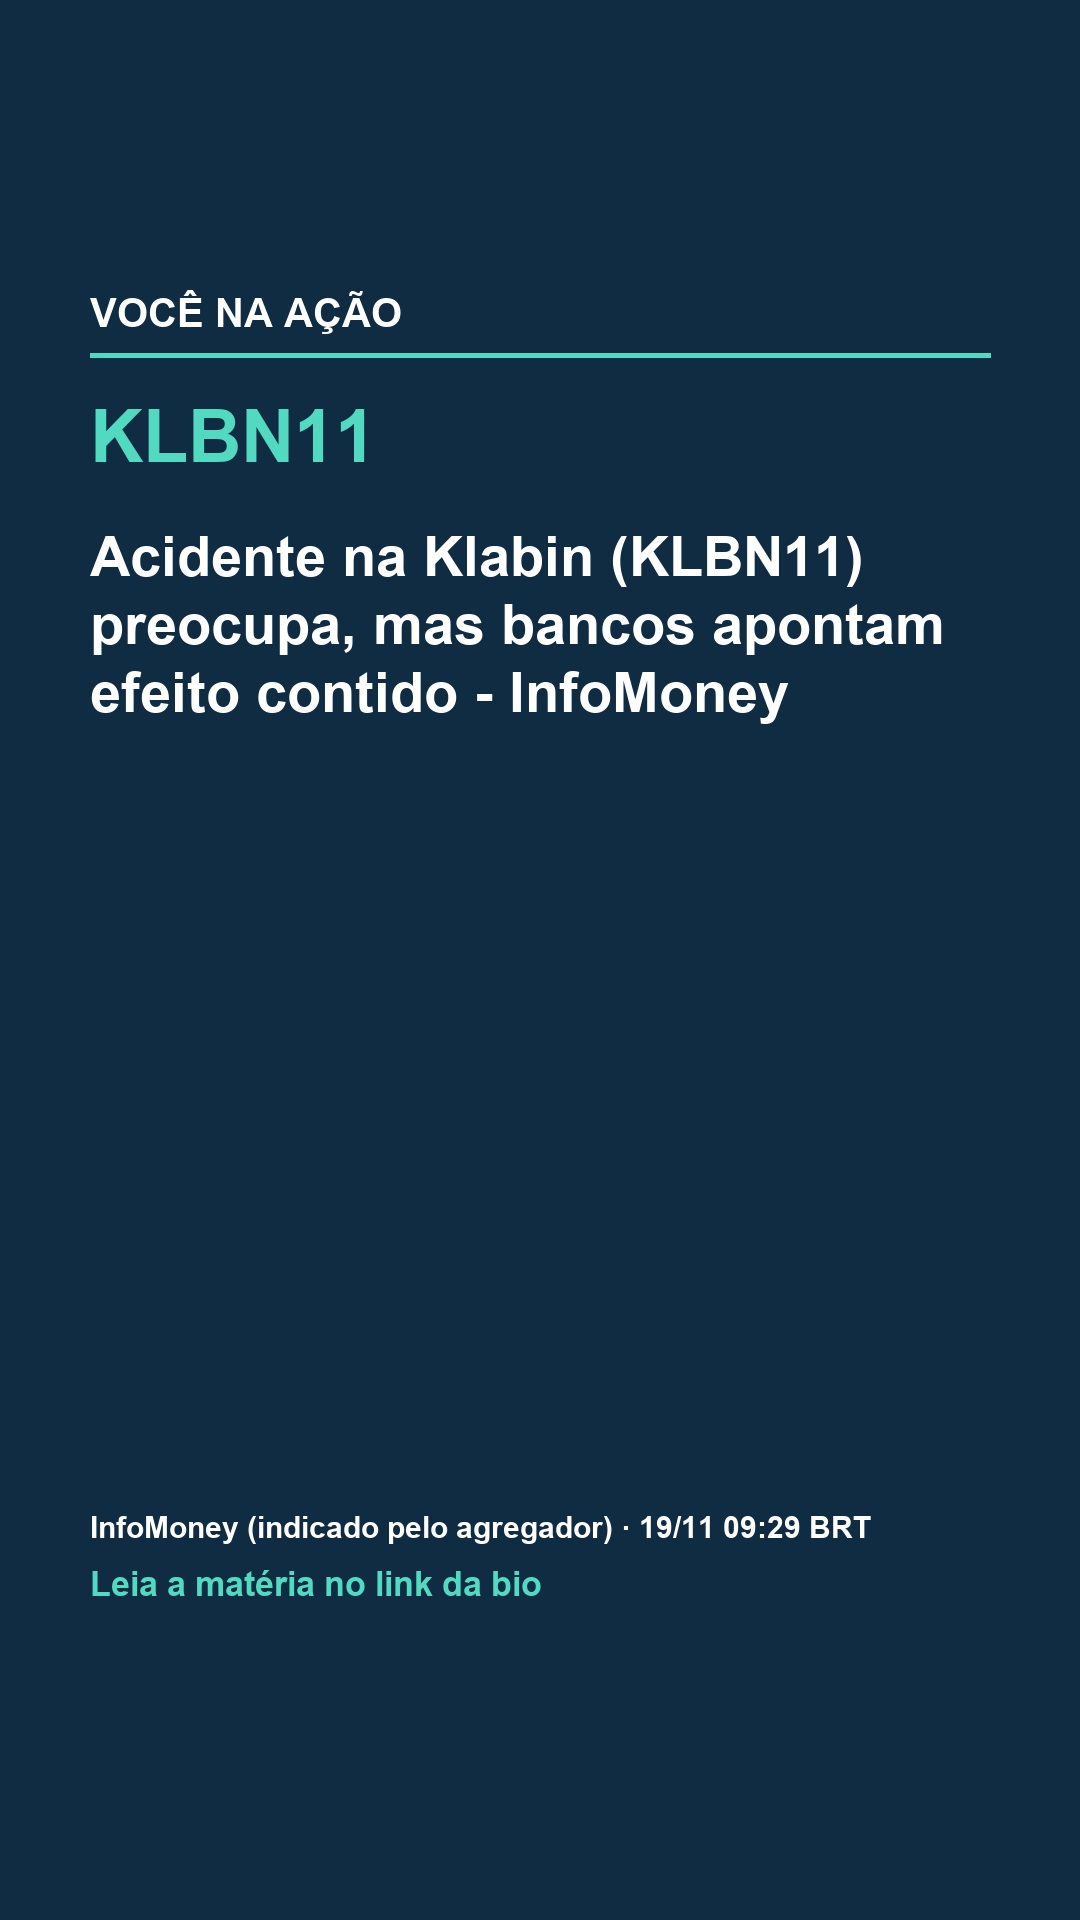 VOCÊ NA AÇÃO
KLBN11
Acidente na Klabin (KLBN11)
preocupa, mas bancos apontam
efeito contido - InfoMoney
InfoMoney (indicado pelo agregador) · 19/11 09:29 BRT
Leia a matéria no link da bio